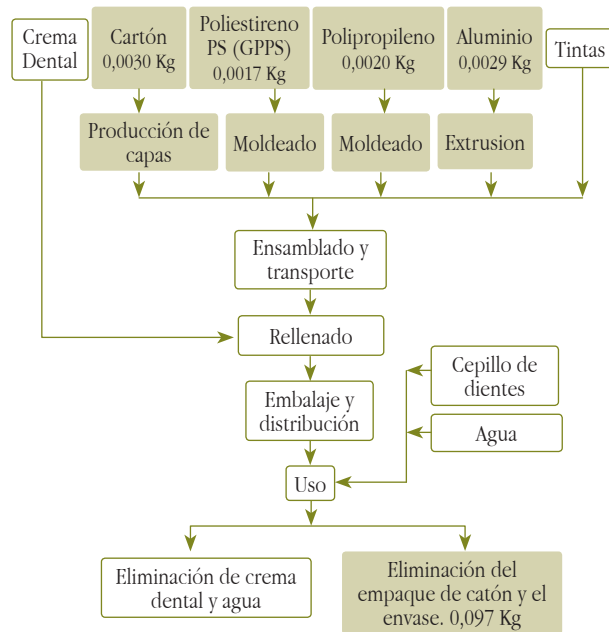 Crema
Dental
Cartón
0,0030 Kg
Poliestireno
PS (GPPS)
0,0017 Kg
Polipropileno
0,0020 Kg
Aluminio
0,0029 Kg
Tintas
Producción de
capas
Moldeado
Moldeado
Extrusion
Ensamblado y
transporte
Rellenado
Embalaje y
distribución
Cepillo de
dientes
Agua
Uso
Eliminación de crema
dental y agua
Eliminación del
empaque de catón y el
envase. 0,097 Kg